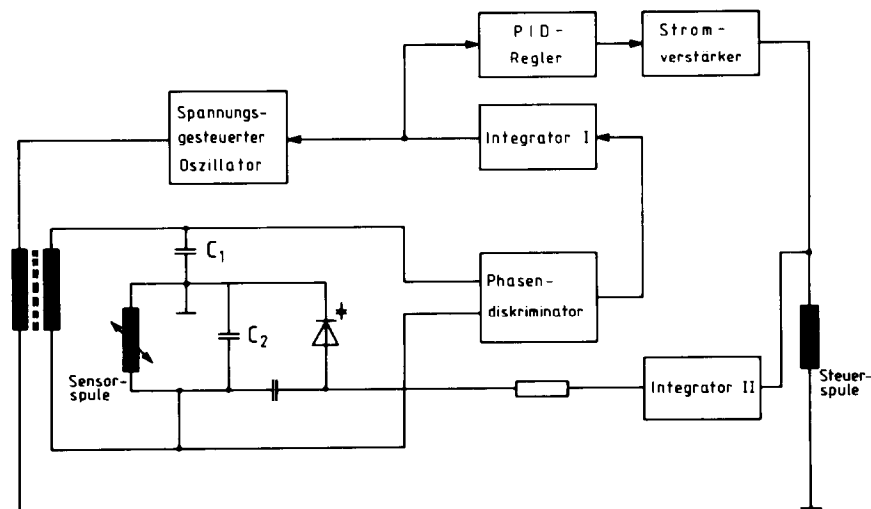 PID-
Regler
Strom-
verstärker
Spannungs-
gesteuerter
Oszillator
Integrator I
C1
Phasen-
diskriminator
*
C2
Sensor-
spule
Integrator II
Steuer-
spule